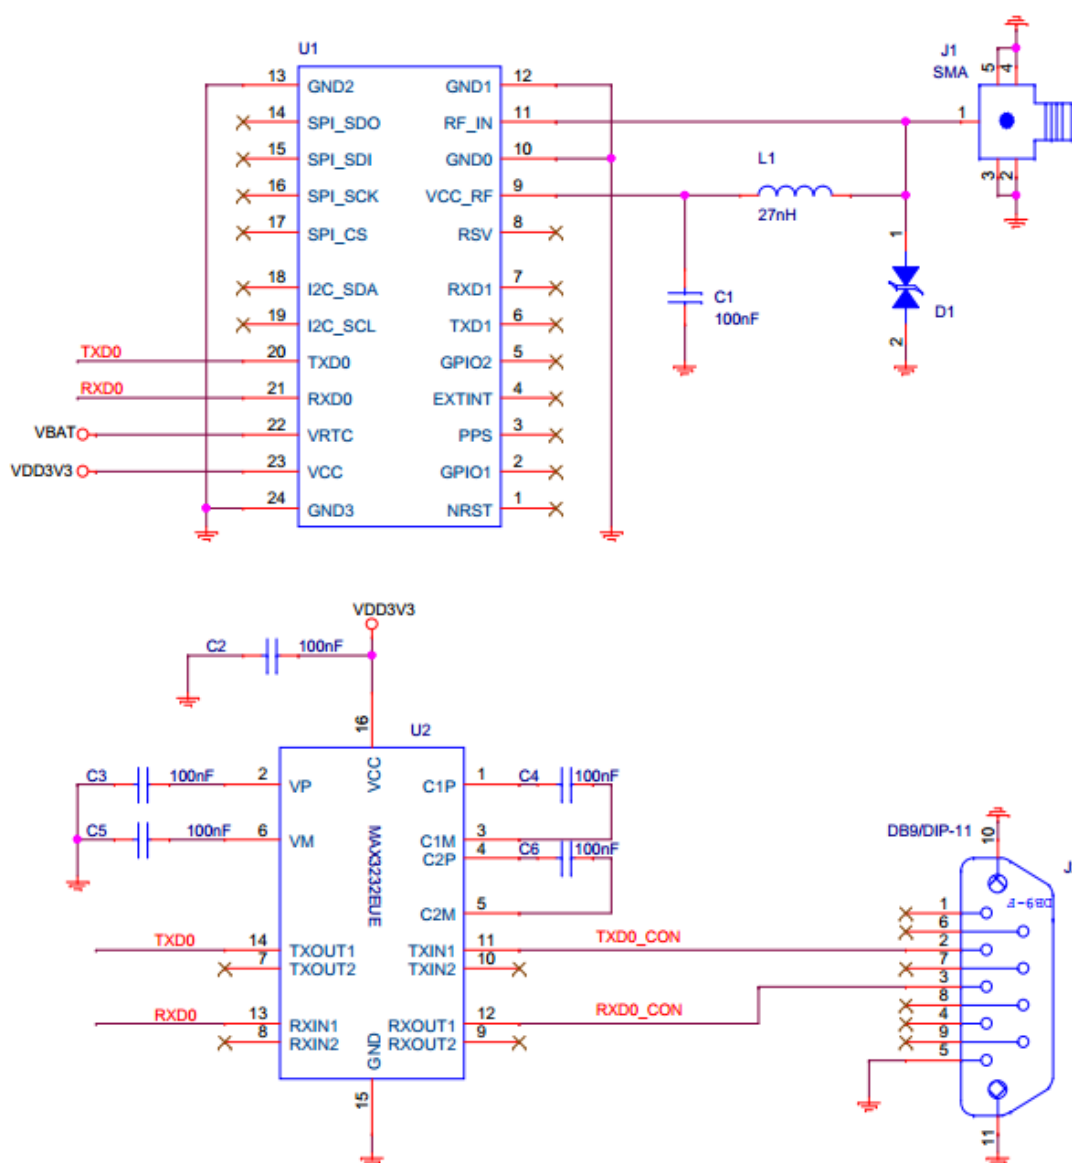 U1
J1
SMA
13 GND2 GND1 12
14 SPI_SDO RF_IN 11
15 SPI_SDI GND0 10
16 SPI_SCK VCC_RF 9
17 SPI_CS RSV 8
18 I2C_SDA RXD1 7
19 I2C_SCL TXD1 6
TXD0 20 TXD0 GPIO2 5
RXD0 21 RXD0 EXTINT 4
VBAT 22 VRTC PPS 3
VDD3V3 23 VCC GPIO1 2
24 GND3 NRST 1
5 4
1
3 2
L1
27nH
C1
100nF
1
D1
2
VDD3V3
C2 100nF
16
U2
VCC
MAX3232EUE
GND
15
C3 100nF 2 VP C1P 1 C4 100nF
C5 100nF 6 VM C1M 3
C2P 4 C6 100nF
C2M 5
TXD0 14 TXOUT1 TXIN1 11 TXD0_CON
7 TXOUT2 TXIN2 10
RXD0 13 RXIN1 RXOUT1 12 RXD0_CON
8 RXIN2 RXOUT2 9
DB9/DIP-11
10
J
DB9-F
1
6
2
7
3
8
4
9
5
11